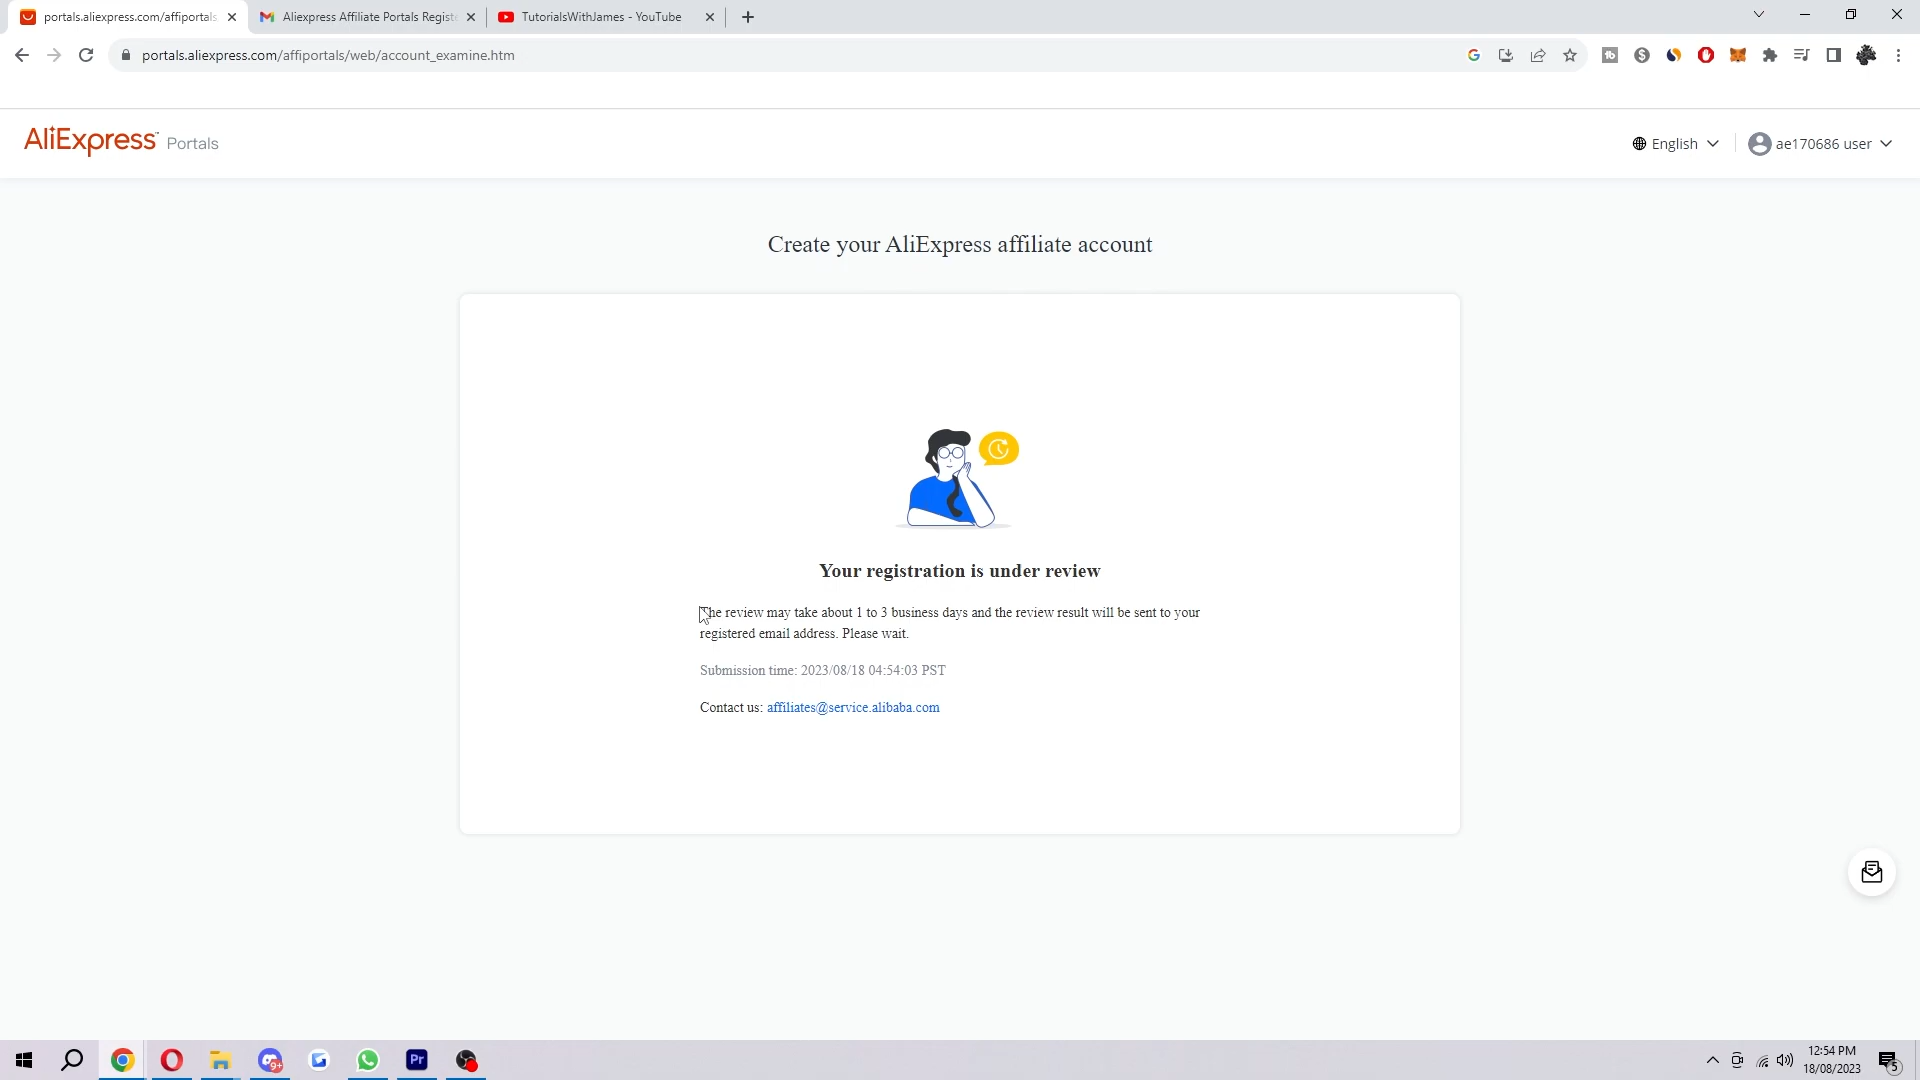 portals.aliexpress.com/affiportals
Aliexpress Affiliate Portals Registe
TutorialsWithJames - YouTube
portals.aliexpress.com/affiportals/web/account_examine.htm
AliExpress Portals
English
ae170686 user
Create your AliExpress affiliate account
Your registration is under review
The review may take about 1 to 3 business days and the review result will be sent to your
registered email address. Please wait.
Submission time: 2023/08/18 04:54:03 PST
Contact us: affiliates@service.alibaba.com
9+
Pr
12:54 PM
18/08/2023
5